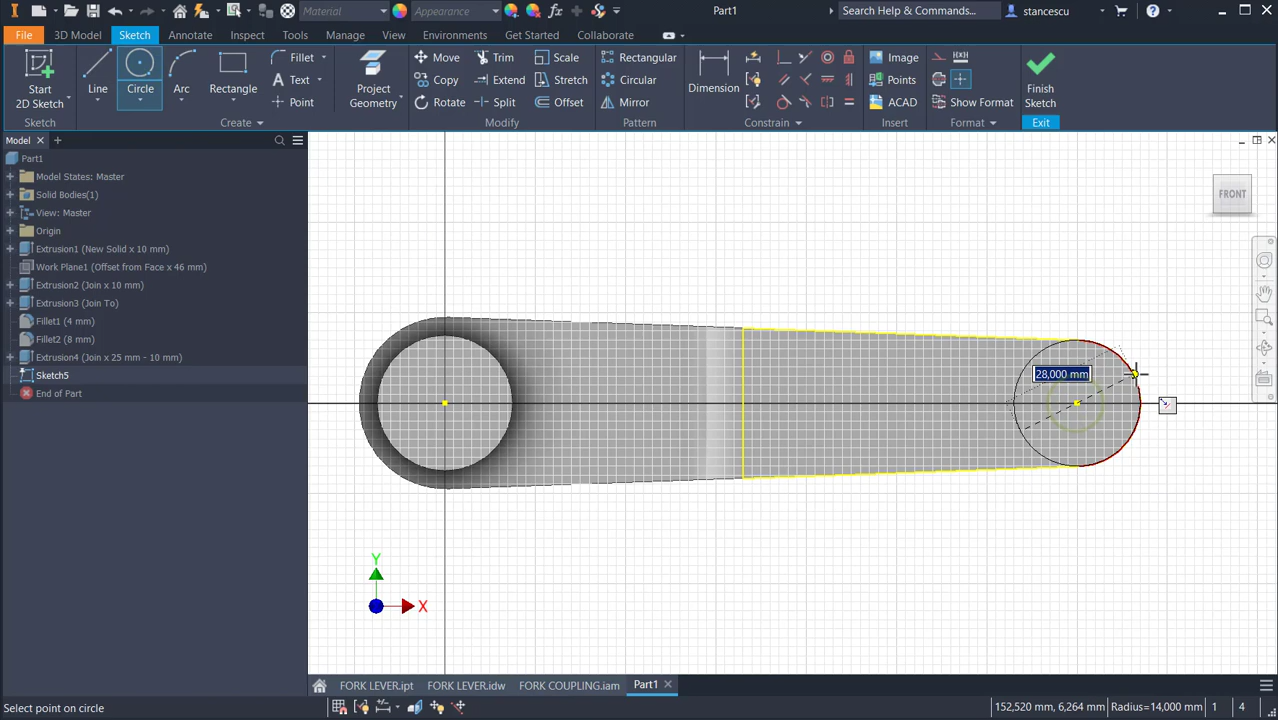 Material Appearance Part1 Search Help & Commands... stancescu
File 3D Model Sketch Annotate Inspect Tools Manage View Environments Get Started Collaborate
Start 2D Sketch Line Circle Arc Rectangle Fillet Text Point Project Geometry Move Copy Rotate Trim Extend Split Scale Stretch Offset Rectangular Circular Mirror Dimension Image Points ACAD Show Format Finish Sketch
Sketch Create Modify Pattern Constrain Insert Format Exit
Model
Part1
Model States: Master
Solid Bodies(1)
View: Master
Origin
Extrusion1 (New Solid x 10 mm)
Work Plane1 (Offset from Face x 46 mm)
Extrusion2 (Join x 10 mm)
Extrusion3 (Join To)
Fillet1 (4 mm)
Fillet2 (8 mm)
Extrusion4 (Join x 25 mm - 10 mm)
Sketch5
End of Part
FRONT
28,000 mm
Y
X
FORK LEVER.ipt FORK LEVER.idw FORK COUPLING.iam Part1
Select point on circle 152,520 mm, 6,264 mm Radius=14,000 mm 1 4